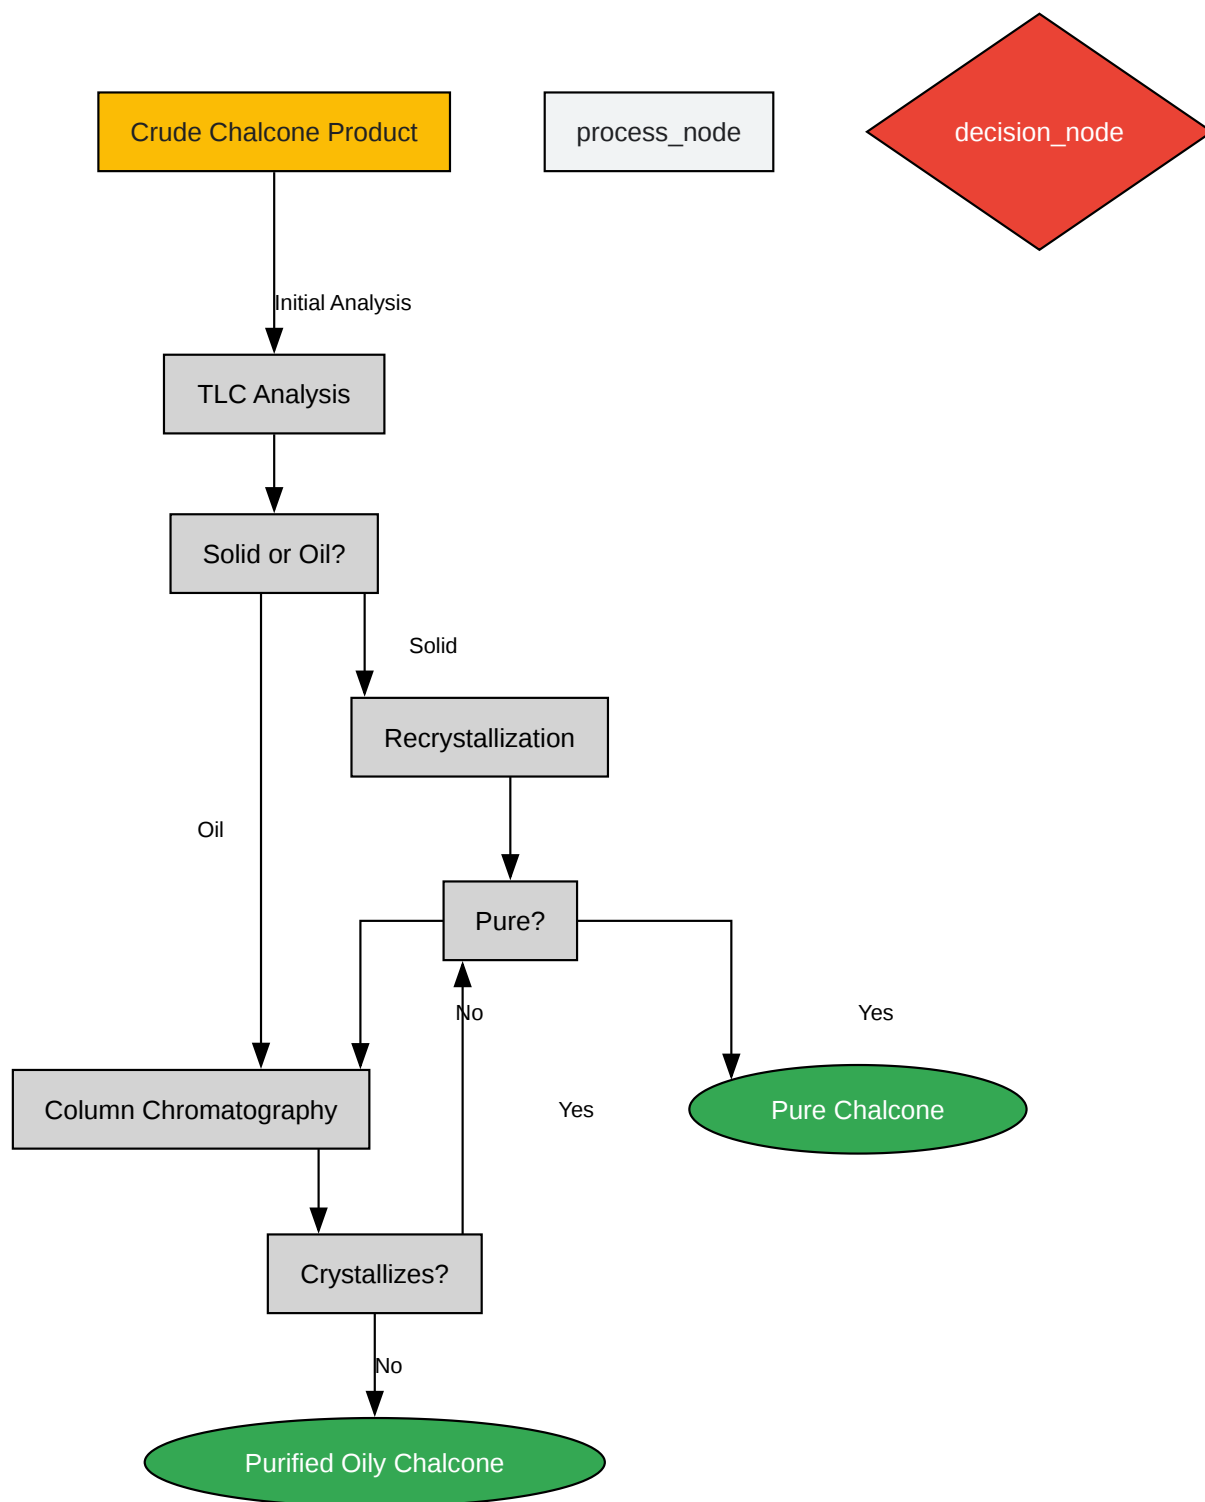 Crude Chalcone Product
process_node
decision_node
Initial Analysis
TLC Analysis
Solid or Oil?
Solid
Recrystallization
Oil
Pure?
No
Yes
Column Chromatography
Yes
Pure Chalcone
Crystallizes?
No
Purified Oily Chalcone